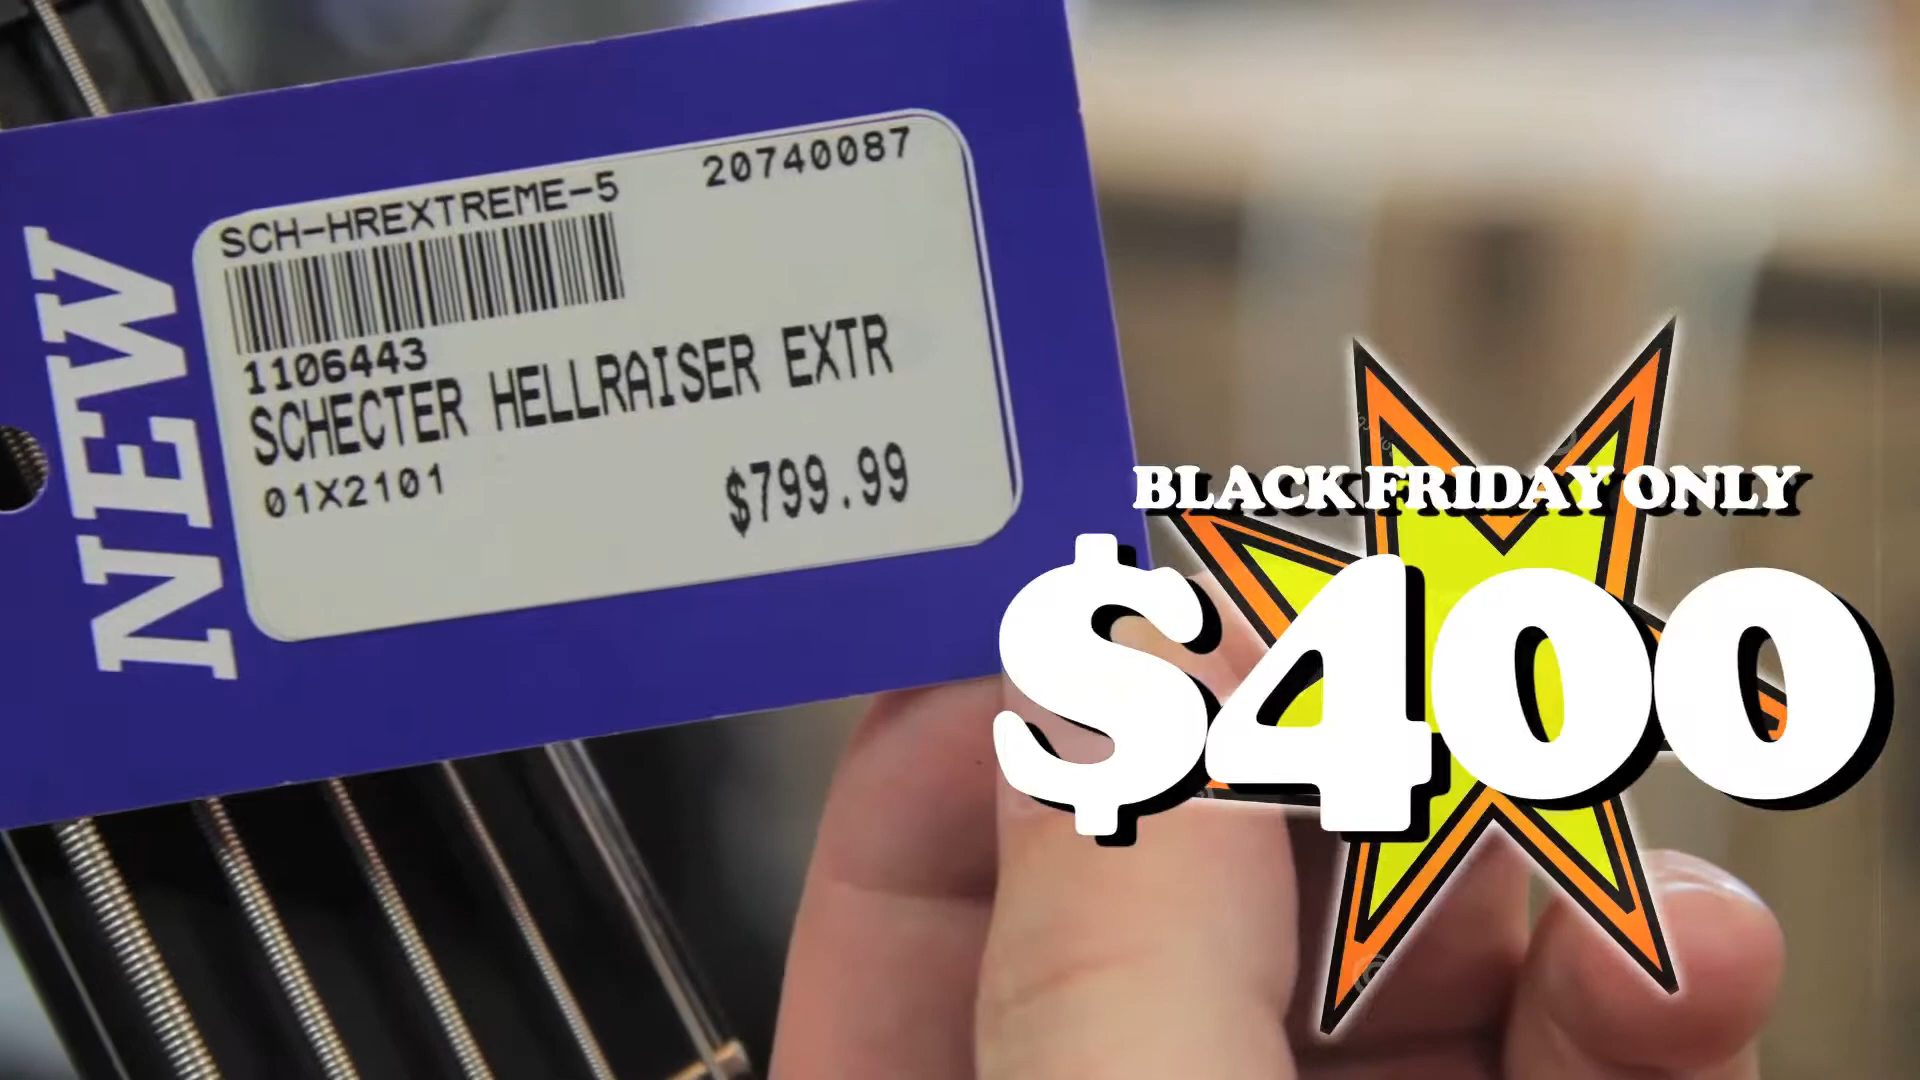 NEW
SCH-HREXTREME-5
20740087
1106443
SCHECTER HELLRAISER EXTR
01X2101
$799.99
BLACK FRIDAY ONLY
$400